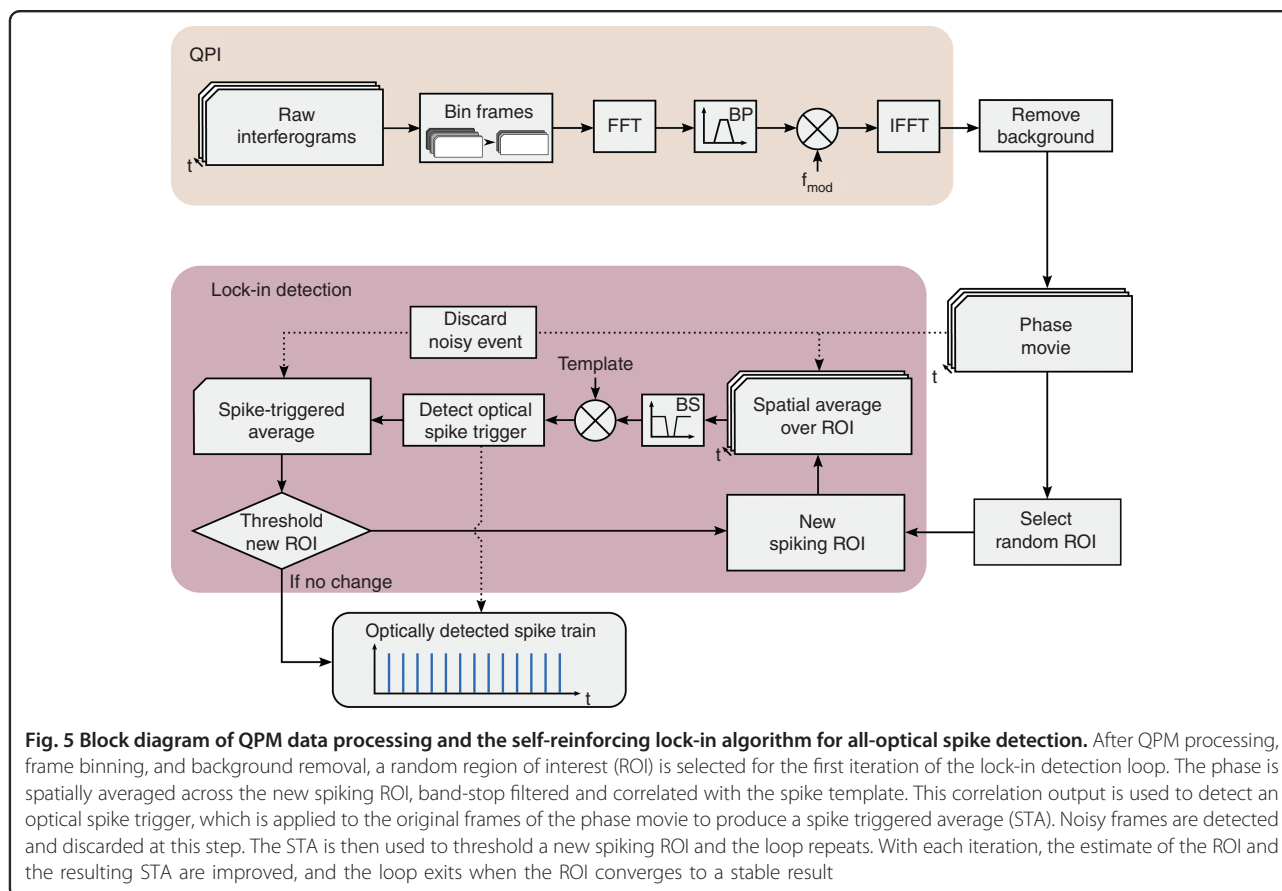 QPI
Raw
interferograms
t
Bin frames
FFT
BP
f_mod
IFFT
Remove
background
Lock-in detection
Discard
noisy event
Phase
movie
t
Template
Spike-triggered
average
Detect optical
spike trigger
BS
Spatial average
over ROI
t
Threshold
new ROI
New
spiking ROI
Select
random ROI
If no change
Optically detected spike train
t
Fig. 5 Block diagram of QPM data processing and the self-reinforcing lock-in algorithm for all-optical spike detection. After QPM processing,
frame binning, and background removal, a random region of interest (ROI) is selected for the first iteration of the lock-in detection loop. The phase is
spatially averaged across the new spiking ROI, band-stop filtered and correlated with the spike template. This correlation output is used to detect an
optical spike trigger, which is applied to the original frames of the phase movie to produce a spike triggered average (STA). Noisy frames are detected
and discarded at this step. The STA is then used to threshold a new spiking ROI and the loop repeats. With each iteration, the estimate of the ROI and
the resulting STA are improved, and the loop exits when the ROI converges to a stable result